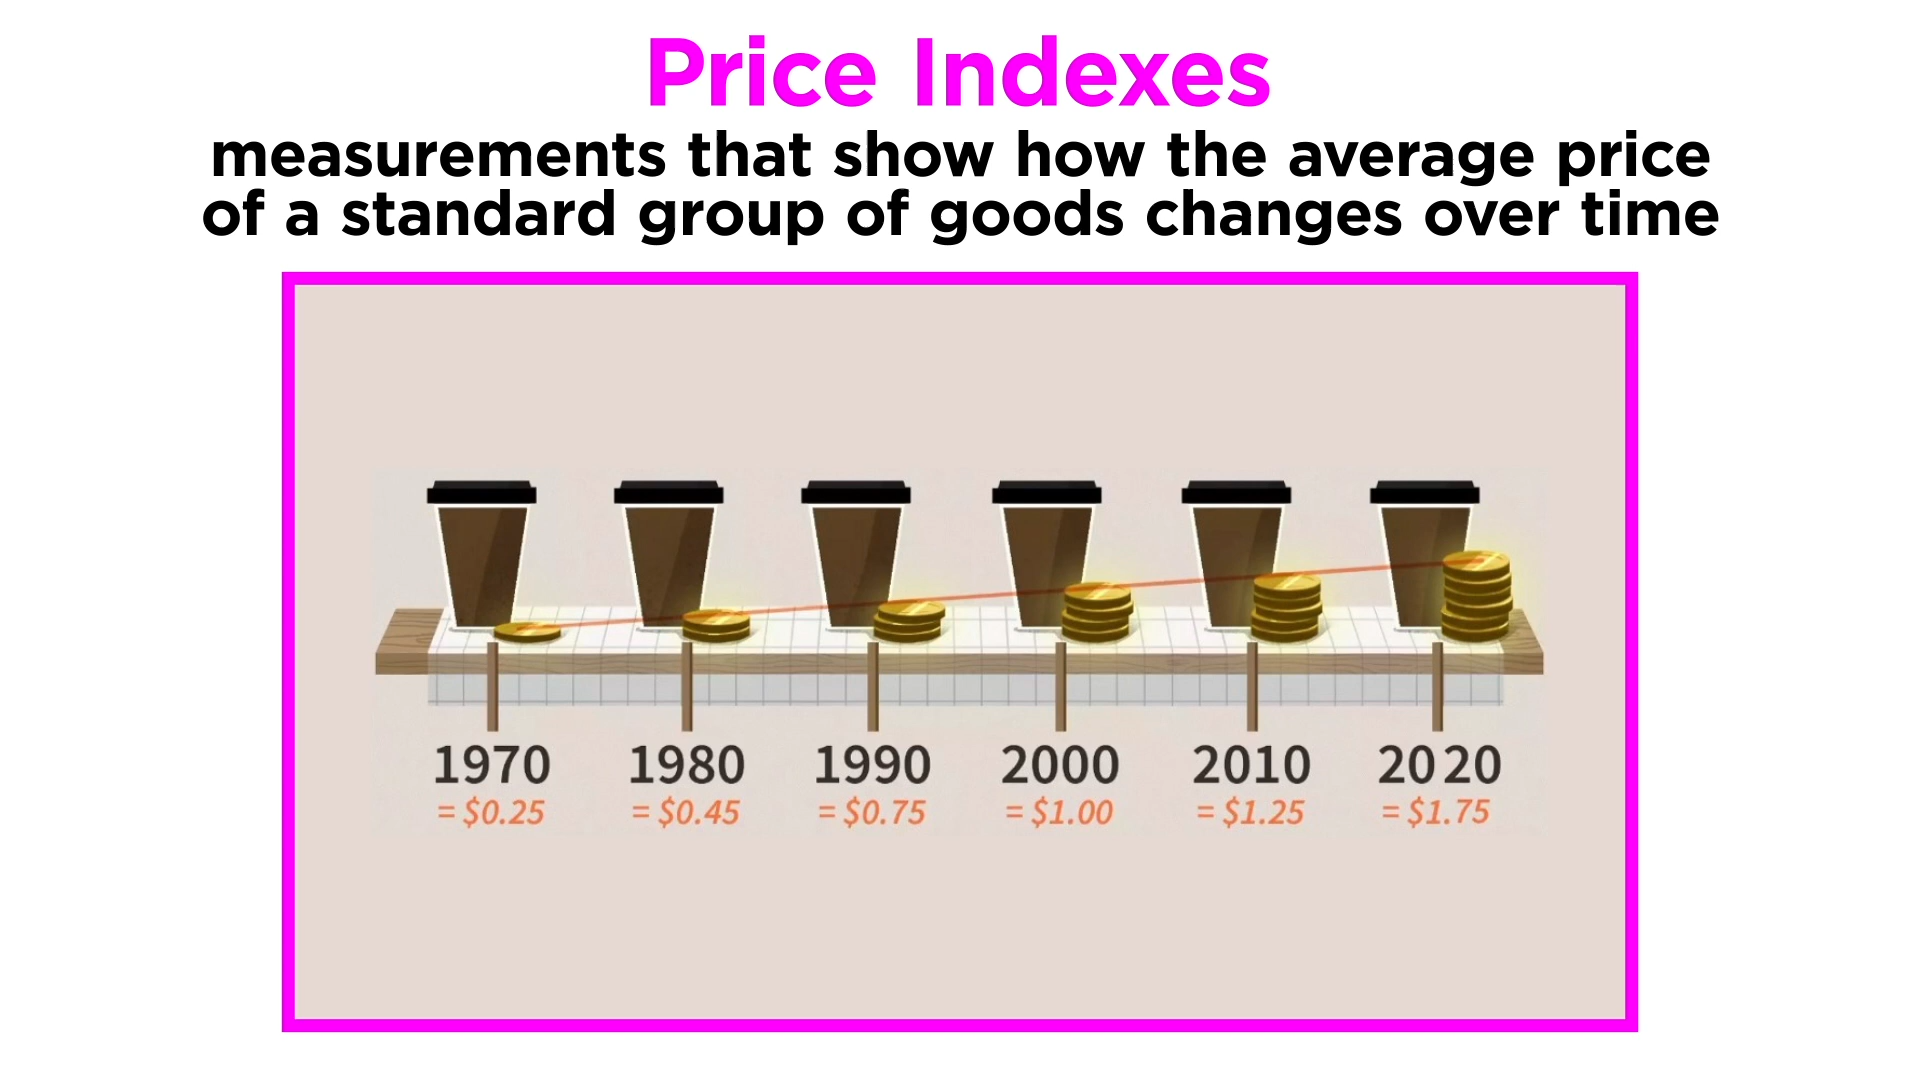 Price Indexes
measurements that show how the average price
of a standard group of goods changes over time
1970 1980 1990 2000 2010 2020
= $0.25 = $0.45 = $0.75 = $1.00 = $1.25 = $1.75